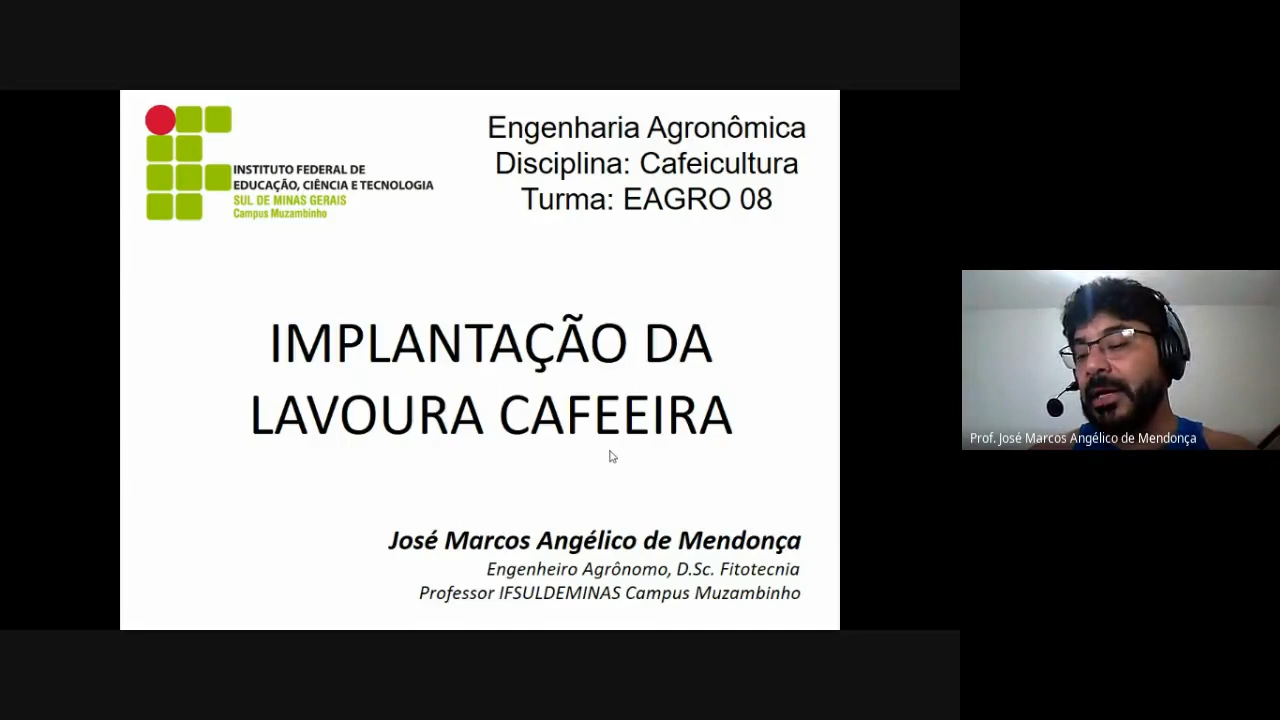 INSTITUTO FEDERAL DE
EDUCAÇÃO, CIÊNCIA E TECNOLOGIA
SUL DE MINAS GERAIS
Campus Muzambinho
Engenharia Agronômica
Disciplina: Cafeicultura
Turma: EAGRO 08
IMPLANTAÇÃO DA
LAVOURA CAFEEIRA
José Marcos Angélico de Mendonça
Engenheiro Agrônomo, D.Sc. Fitotecnia
Professor IFSULDEMINAS Campus Muzambinho
Prof. José Marcos Angélico de Mendonça